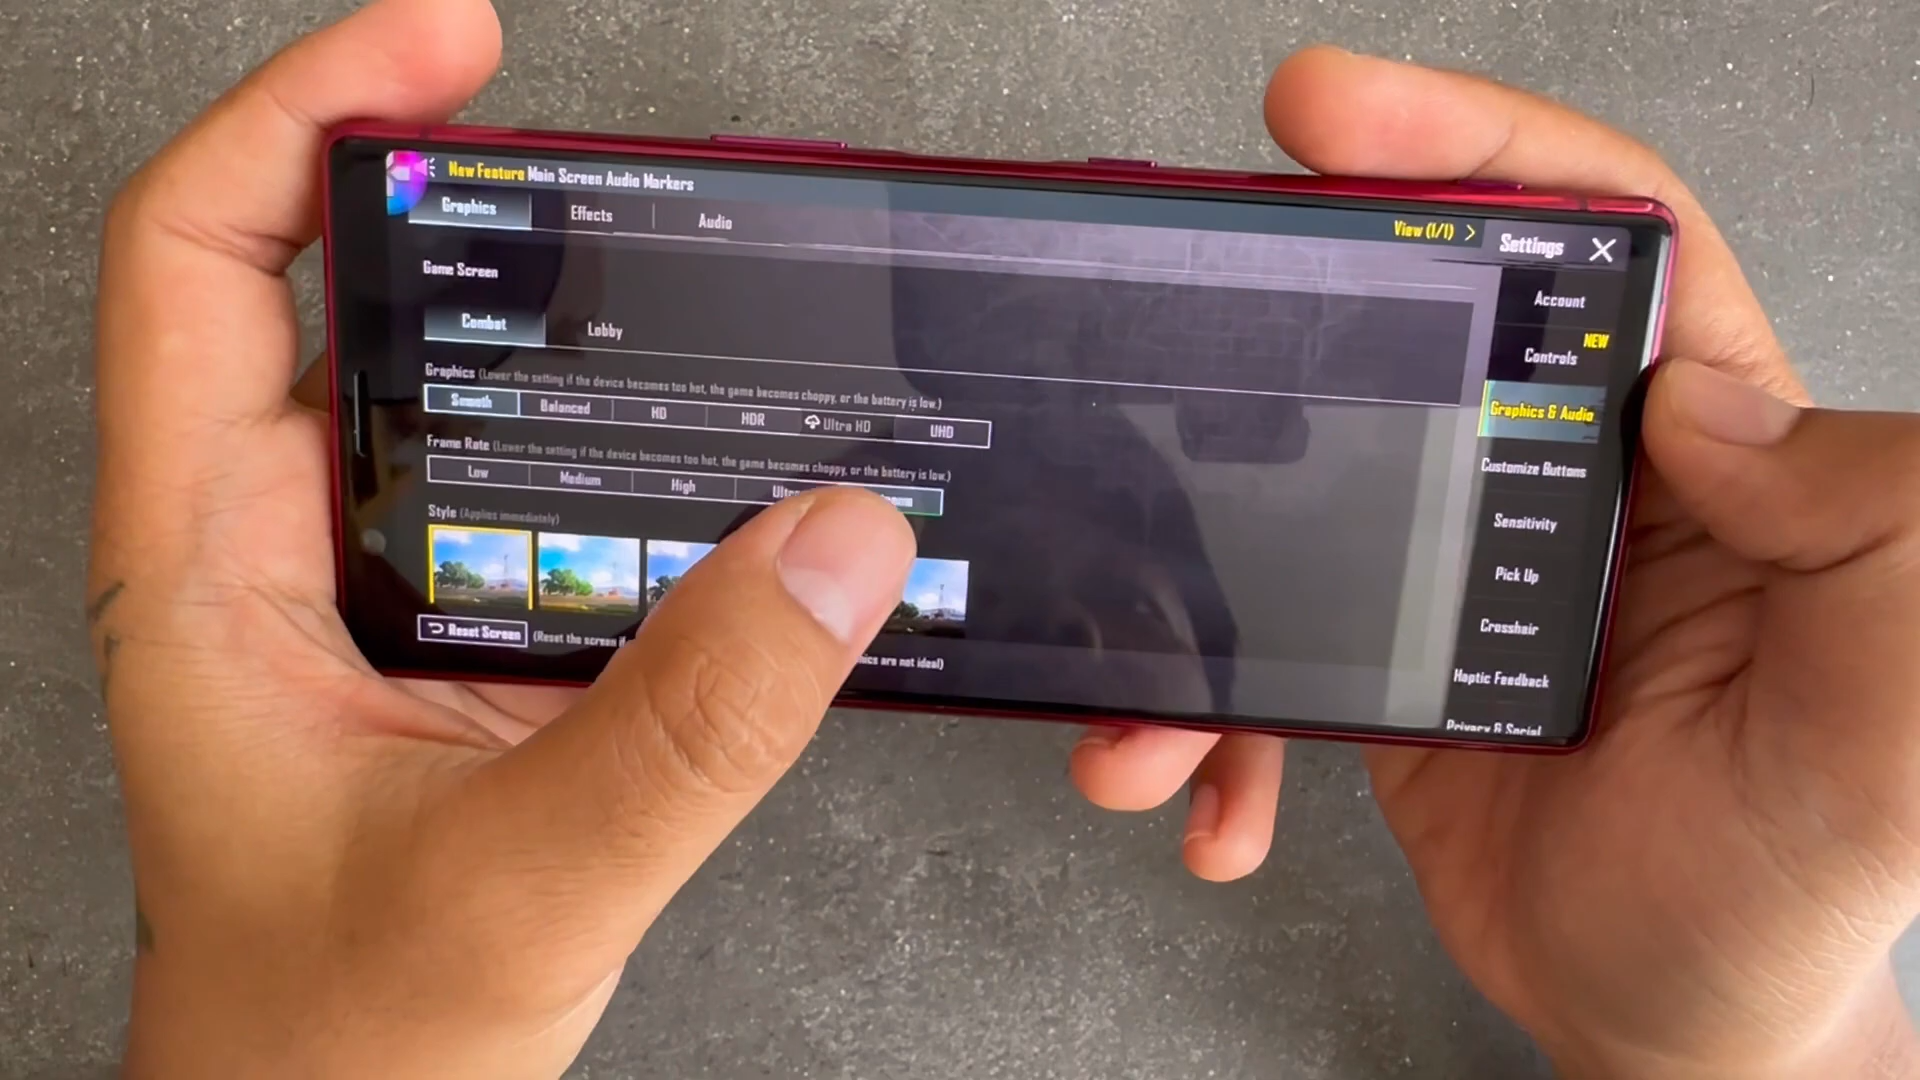 New Feature Main Screen Audio Markers
View (1/1) >
Settings X
Graphics Effects Audio
Game Screen
Combat Lobby
Graphics (Lower the setting if the device becomes too hot, the game becomes choppy, or the battery is low.)
Smooth Balanced HD HDR Ultra HD UHD
Frame Rate (Lower the setting if the device becomes too hot, the game becomes choppy, or the battery is low.)
Low Medium High
Style (Applies immediately)
Reset Screen (Reset the screen if are not ideal)
Account
NEW
Controls
Graphics & Audio
Customize Buttons
Sensitivity
Pick Up
Crosshair
Haptic Feedback
Privacy & Social